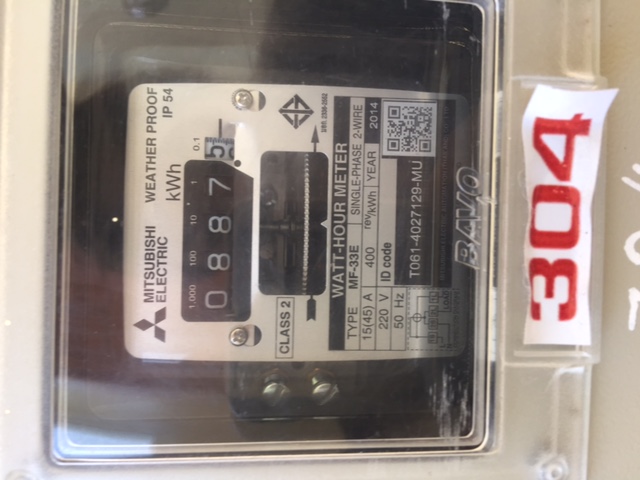 MITSUBISHI
ELECTRIC
WEATHER PROOF
IP 54
kWh
1,000 100 10 1 0.1
0 8 8 7 5
CLASS 2
WATT-HOUR METER
TYPE MF-33E SINGLE-PHASE 2-WIRE
15(45) A 400 rev/kWh YEAR 2014
220 V ID code
50 Hz T061-4027129-MU
304